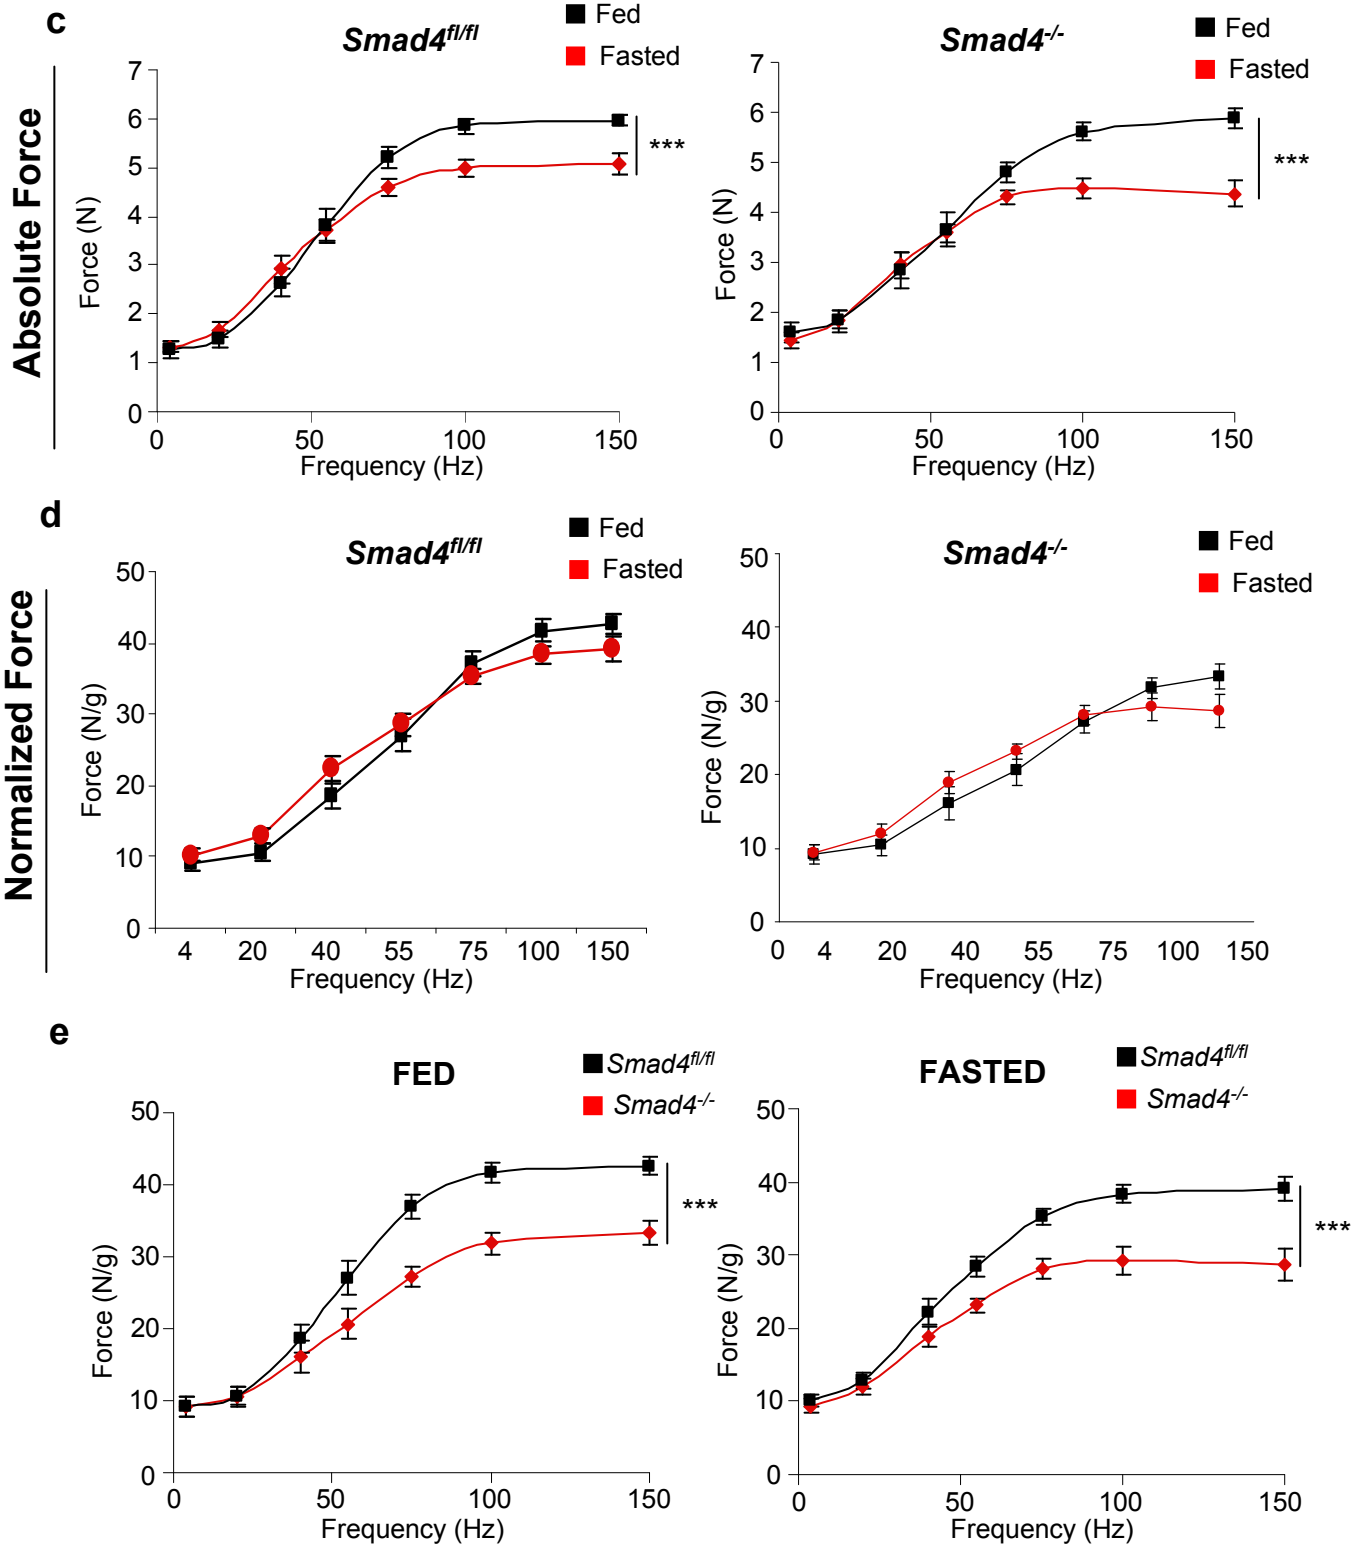 c
Absolute Force
Smad4fl/fl
Fed
Fasted
7
6
5
4
3
2
1
0
Force (N)
***
0 50 100 150
Frequency (Hz)
Smad4-/-
Fed
Fasted
7
6
5
4
3
2
1
0
Force (N)
***
0 50 100 150
Frequency (Hz)
d
Normalized Force
Smad4fl/fl
Fed
Fasted
50
40
30
20
10
0
Force (N/g)
4 20 40 55 75 100 150
Frequency (Hz)
Smad4-/-
Fed
Fasted
50
40
30
20
10
0
Force (N/g)
0 4 20 40 55 75 100 150
Frequency (Hz)
e
FED
Smad4fl/fl
Smad4-/-
50
40
30
20
10
0
Force (N/g)
***
0 50 100 150
Frequency (Hz)
FASTED
Smad4fl/fl
Smad4-/-
50
40
30
20
10
0
Force (N/g)
***
0 50 100 150
Frequency (Hz)